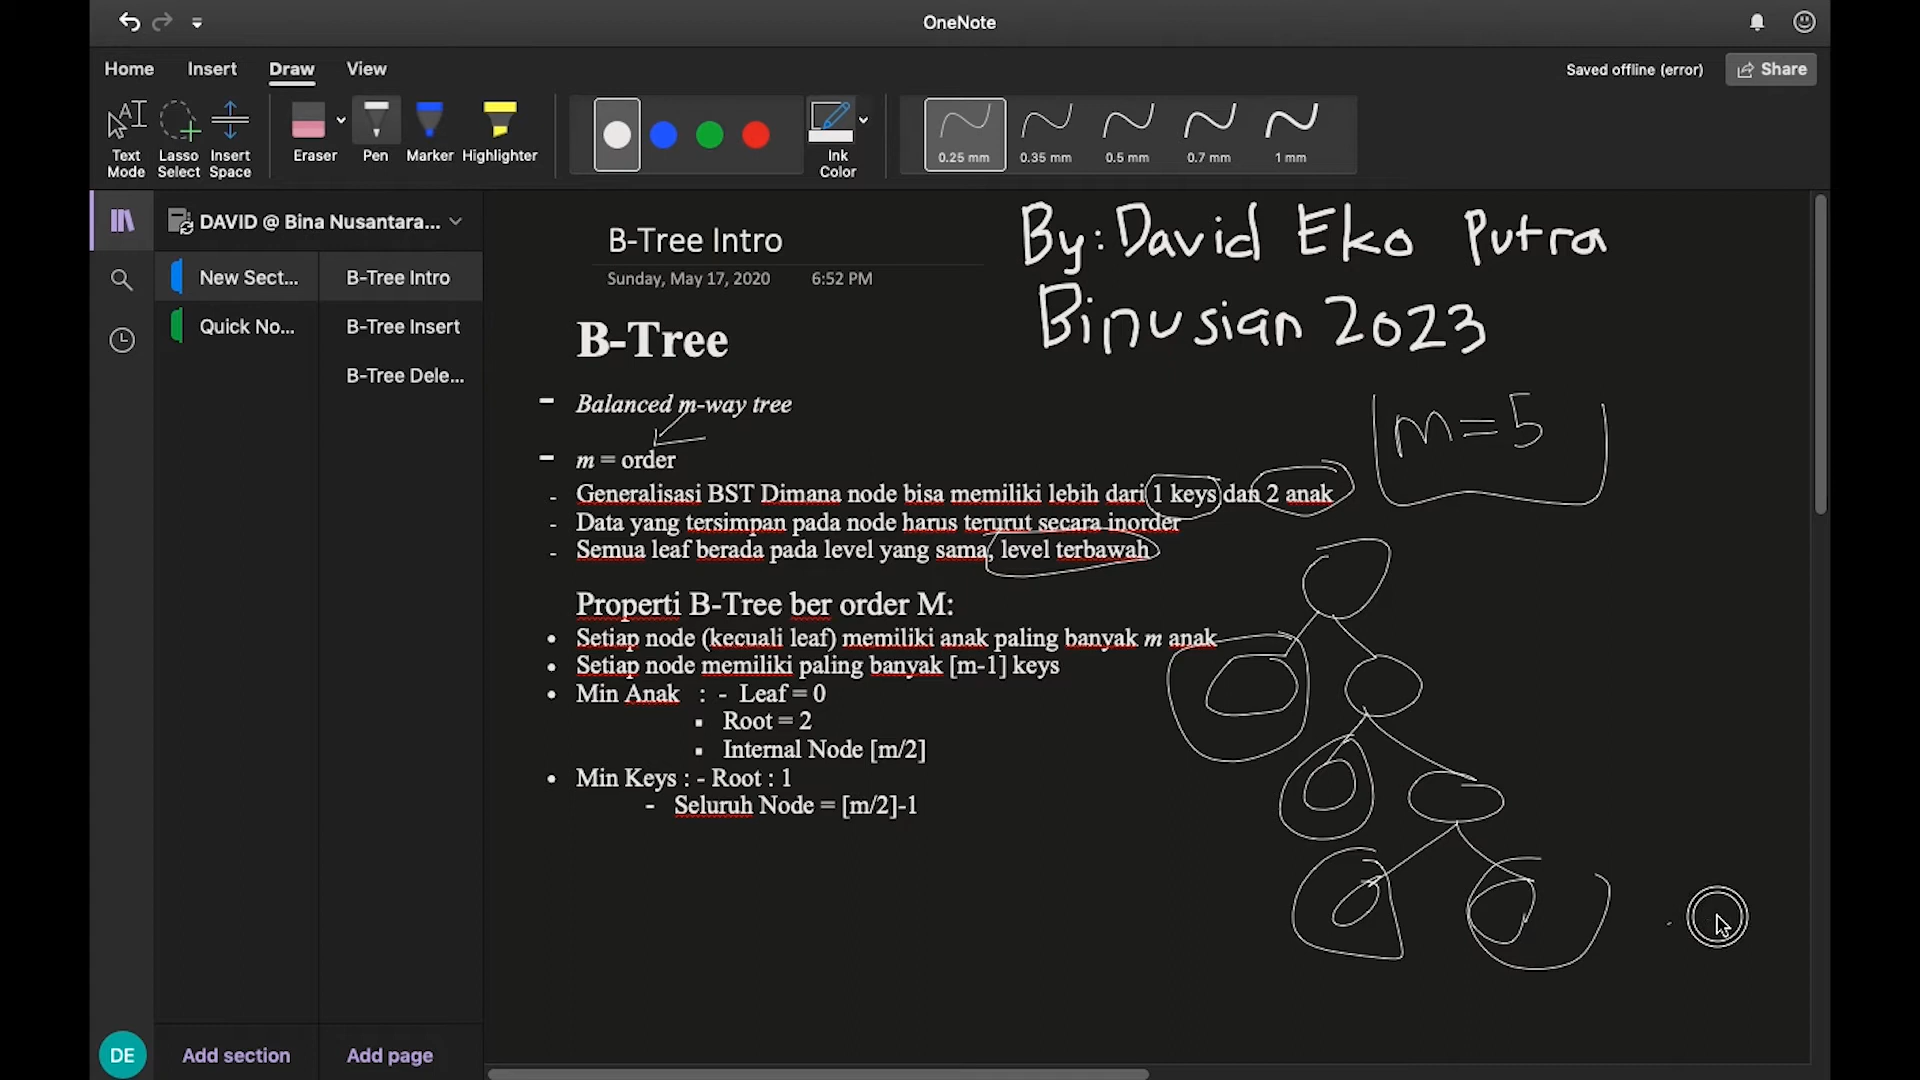 OneNote
Home Insert Draw View
Saved offline (error) Share
Text Mode
Lasso Select
Insert Space
Eraser
Pen
Marker
Highlighter
Ink Color
0.25 mm 0.35 mm 0.5 mm 0.7 mm 1 mm
DAVID @ Bina Nusantara...
New Sect...
Quick No...
B-Tree Intro
B-Tree Insert
B-Tree Dele...
B-Tree Intro
Sunday, May 17, 2020 6:52 PM
By: David Eko Putra
Binusian 2023
B-Tree
- Balanced m-way tree
m=5
- m = order
- Generalisasi BST Dimana node bisa memiliki lebih dari 1 keys dan 2 anak
- Data yang tersimpan pada node harus terurut secara inorder
- Semua leaf berada pada level yang sama, level terbawah
Properti B-Tree ber order M:
• Setiap node (kecuali leaf) memiliki anak paling banyak m anak
• Setiap node memiliki paling banyak [m-1] keys
• Min Anak : - Leaf = 0
▪ Root = 2
▪ Internal Node [m/2]
• Min Keys : - Root : 1
- Seluruh Node = [m/2]-1
DE
Add section
Add page